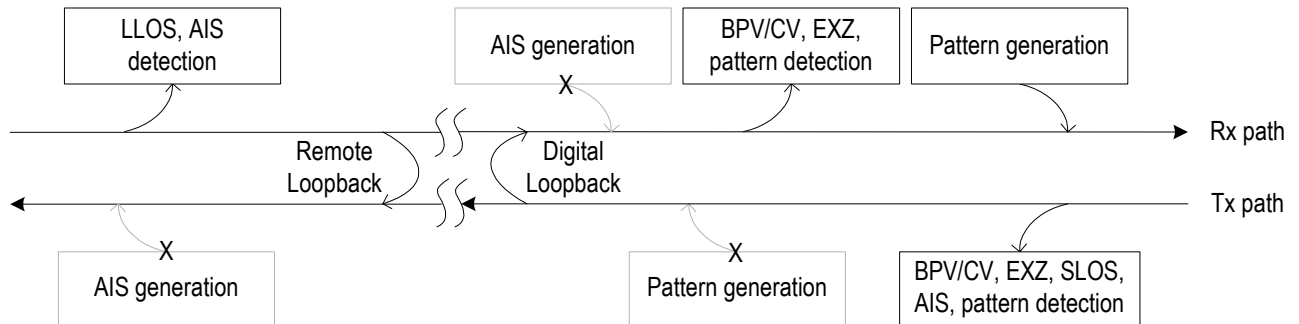 LLOS, AIS
detection
AIS generation
BPV/CV, EXZ,
pattern detection
Pattern generation
X
Rx path
Remote
Loopback
Digital
Loopback
Tx path
X
AIS generation
X
Pattern generation
BPV/CV, EXZ, SLOS,
AIS, pattern detection